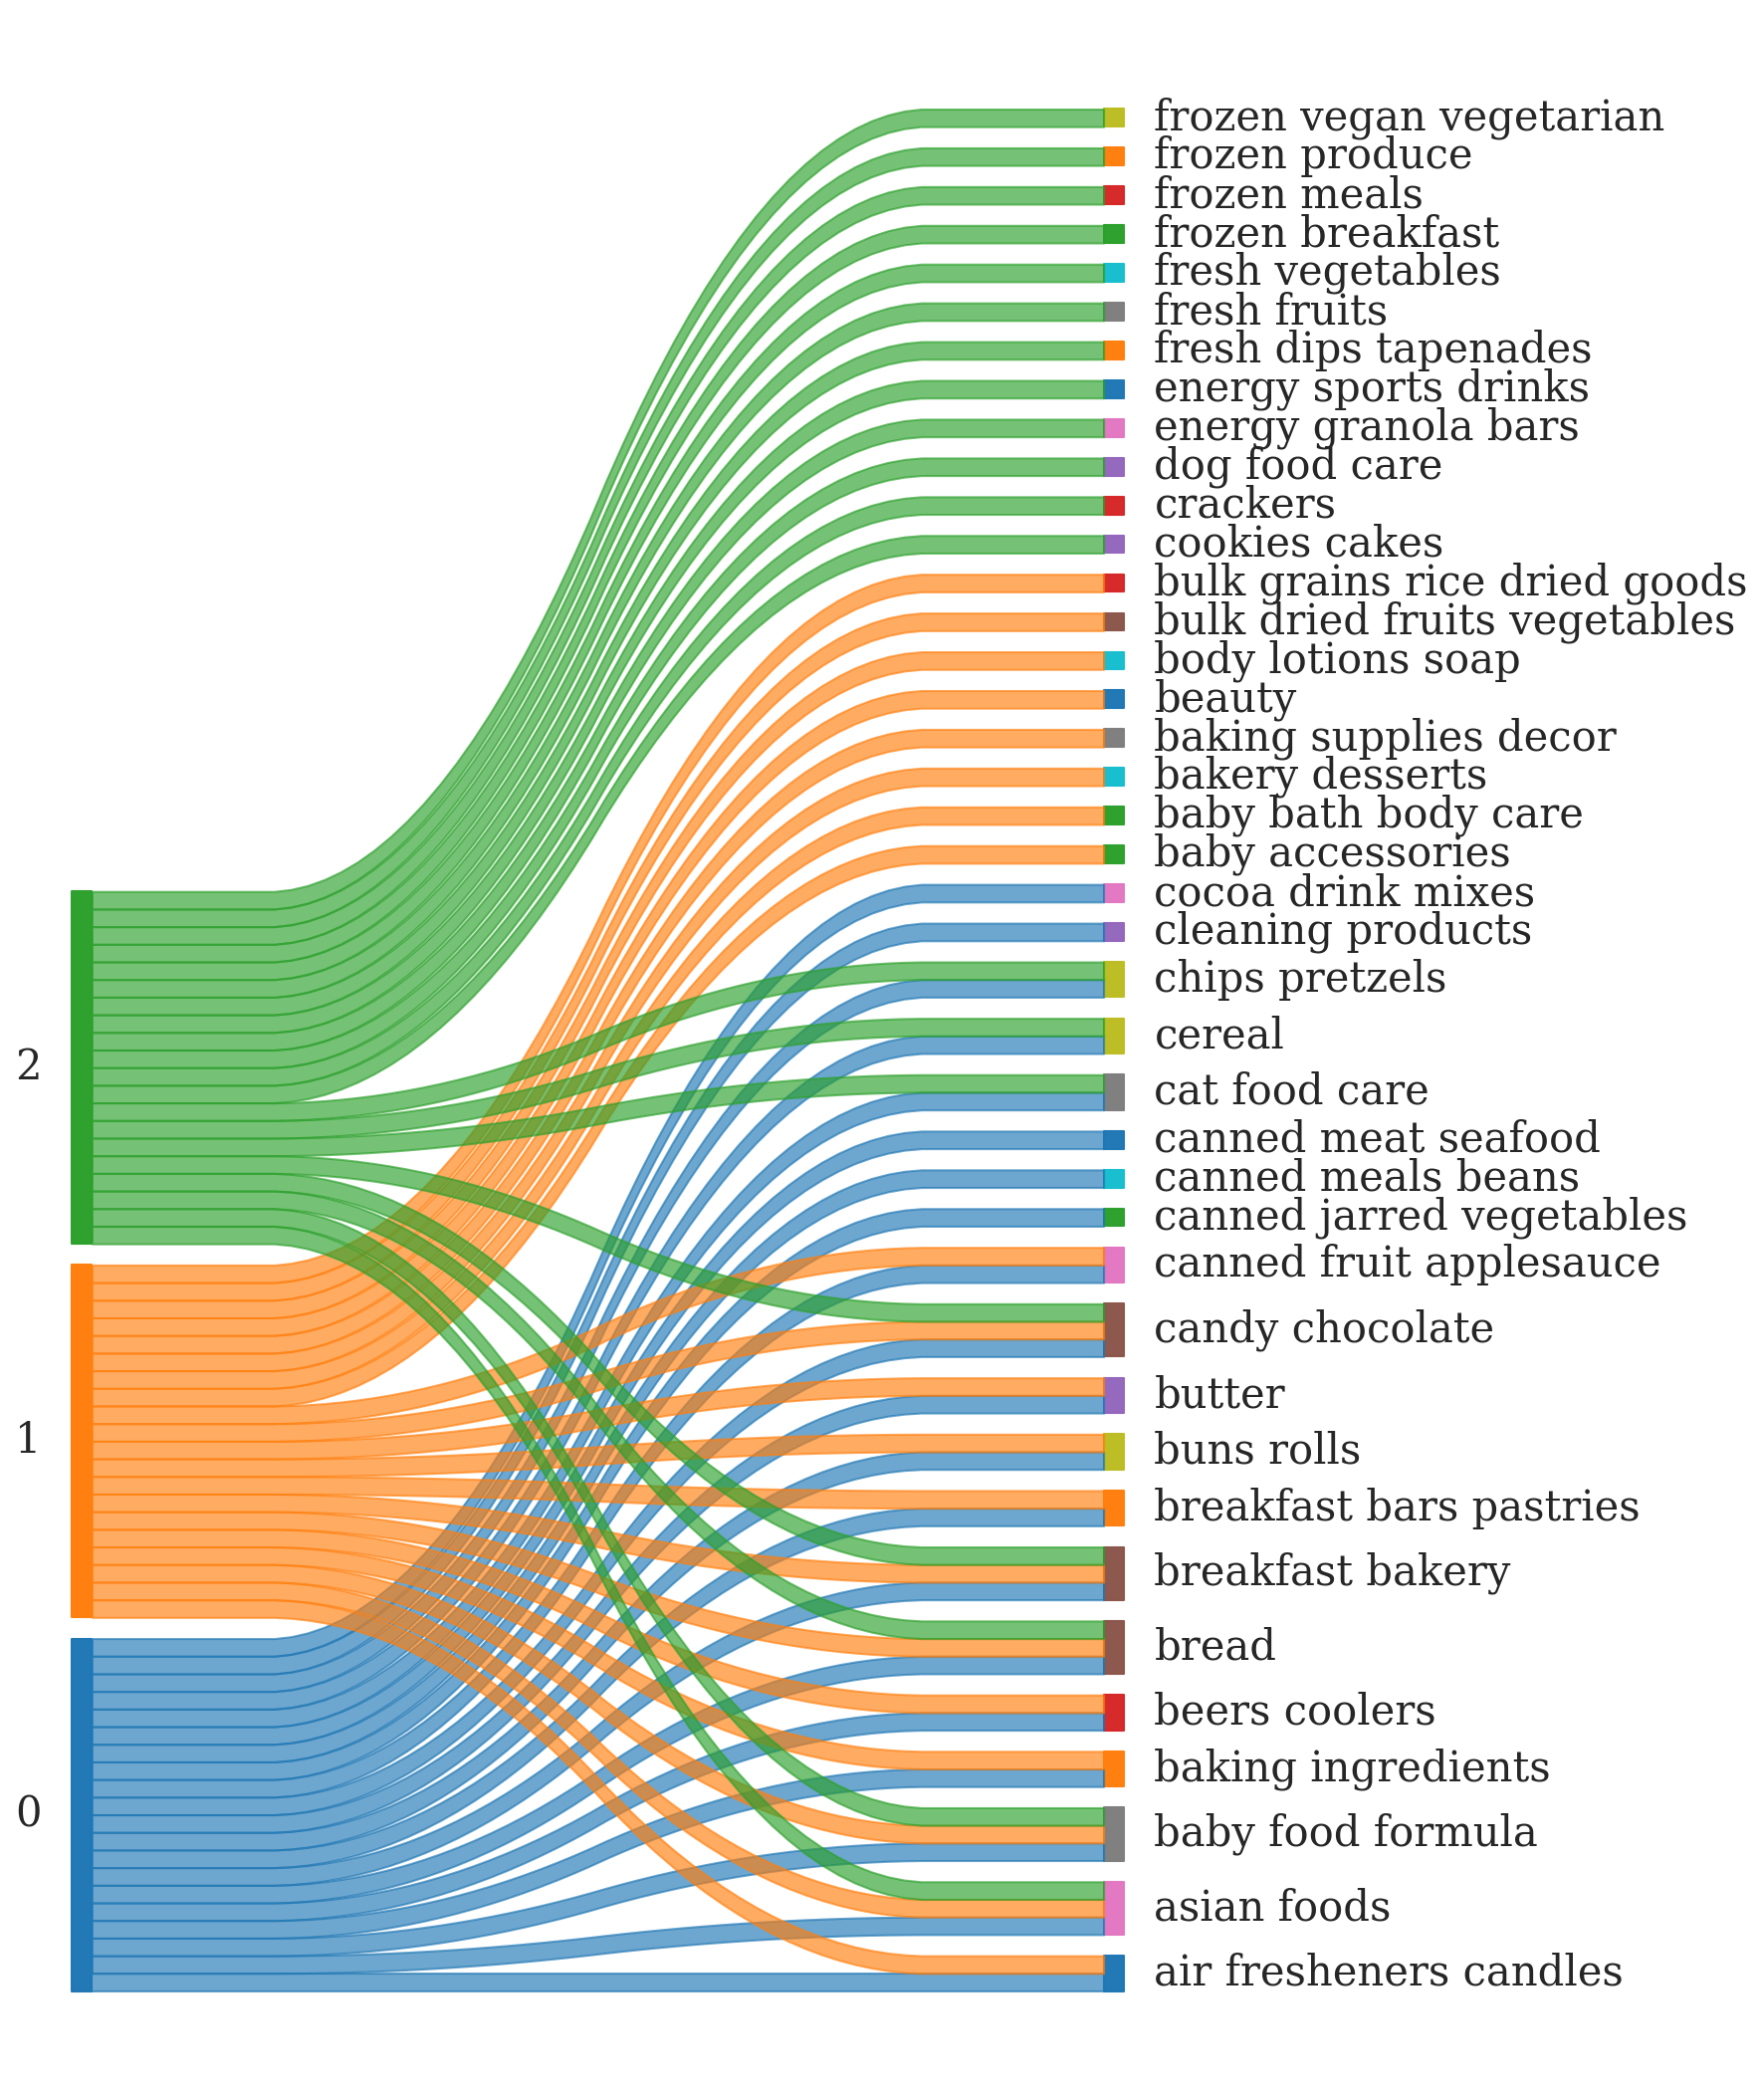 frozen vegan vegetarian
frozen produce
frozen meals
frozen breakfast
fresh vegetables
fresh fruits
fresh dips tapenades
energy sports drinks
energy granola bars
dog food care
crackers
cookies cakes
bulk grains rice dried goods
bulk dried fruits vegetables
body lotions soap
beauty
baking supplies decor
bakery desserts
baby bath body care
baby accessories
cocoa drink mixes
cleaning products
chips pretzels
cereal
cat food care
canned meat seafood
canned meals beans
canned jarred vegetables
canned fruit applesauce
candy chocolate
butter
buns rolls
breakfast bars pastries
breakfast bakery
bread
beers coolers
baking ingredients
baby food formula
asian foods
air fresheners candles
2
1
0